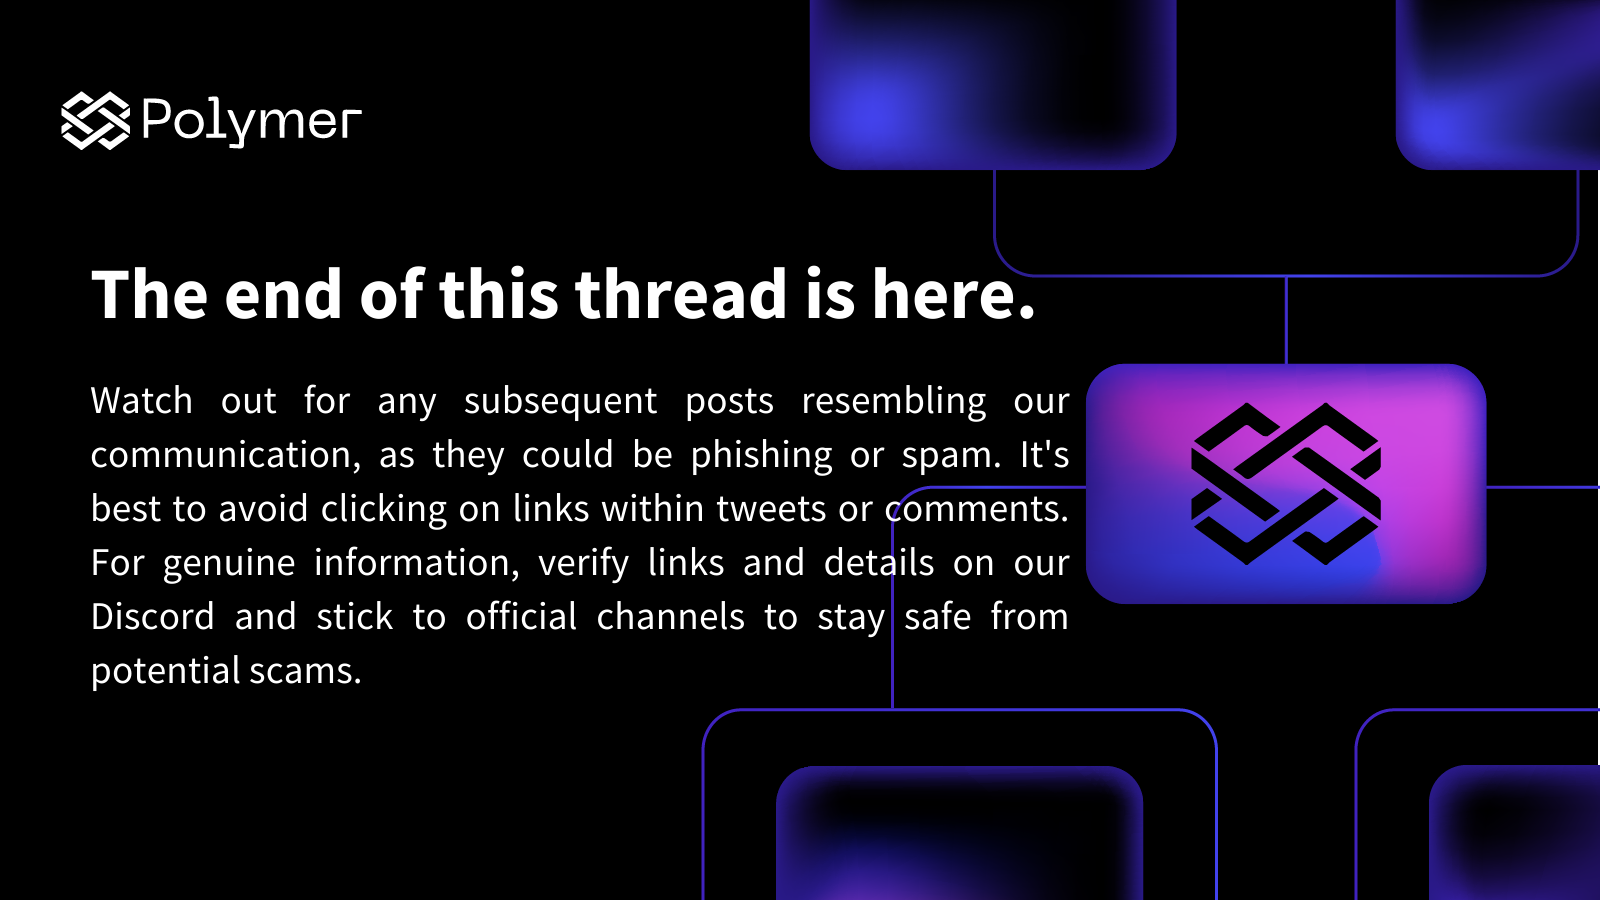 Polymer
The end of this thread is here.
Watch out for any subsequent posts resembling our
communication, as they could be phishing or spam. It's
best to avoid clicking on links within tweets or comments.
For genuine information, verify links and details on our
Discord and stick to official channels to stay safe from
potential scams.